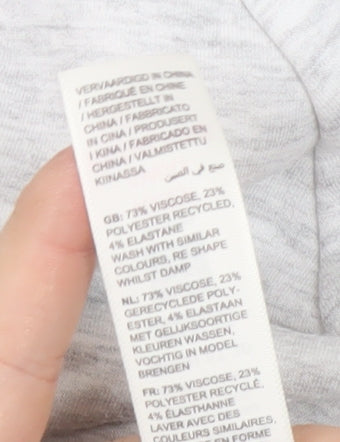 VERVAARDIGD IN CHINA
/ FABRIQUÉ EN CHINE
/ HERGESTELLT IN
CHINA / FABBRICATO
IN CINA / PRODUSERT
I KINA / FABRICADO EN
CHINA / VALMISTETTU
KIINASSA
صنع في الصين
GB: 73% VISCOSE, 23%
POLYESTER RECYCLED,
4% ELASTANE
WASH WITH SIMILAR
COLOURS, RE SHAPE
WHILST DAMP
NL: 73% VISCOSE, 23%
GERECYCLEDE POLY-
ESTER, 4% ELASTAAN
MET GELIJKSOORTIGE
KLEUREN WASSEN,
VOCHTIG IN MODEL
BRENGEN
FR: 73% VISCOSE, 23%
POLYESTER RECYCLÉ,
4% ÉLASTHANNE
LAVER AVEC DES
COULEURS SIMILAIRES,
EN FORME